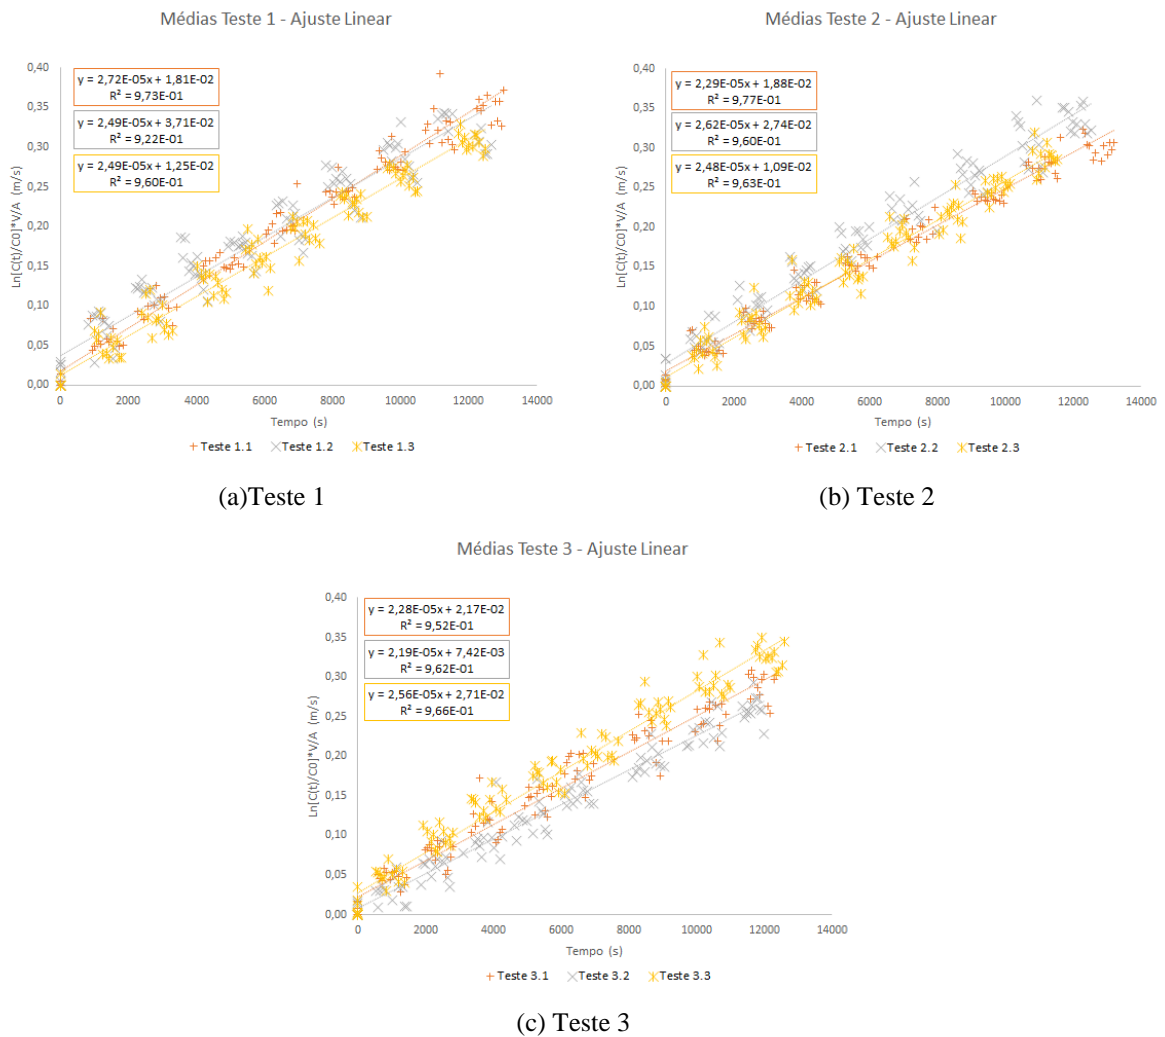 Médias Teste 1 - Ajuste Linear
Ln[C(t)/C0]*V/A (m/s)
0,40
0,35
0,30
0,25
0,20
0,15
0,10
0,05
0,00
y = 2,72E-05x + 1,81E-02
R² = 9,73E-01
y = 2,49E-05x + 3,71E-02
R² = 9,22E-01
y = 2,49E-05x + 1,25E-02
R² = 9,60E-01
0 2000 4000 6000 8000 10000 12000 14000
Tempo (s)
Teste 1.1 Teste 1.2 Teste 1.3
(a)Teste 1
Médias Teste 2 - Ajuste Linear
Ln[C(t)/C0]*V/A (m/s)
0,40
0,35
0,30
0,25
0,20
0,15
0,10
0,05
0,00
y = 2,29E-05x + 1,88E-02
R² = 9,77E-01
y = 2,62E-05x + 2,74E-02
R² = 9,60E-01
y = 2,48E-05x + 1,09E-02
R² = 9,63E-01
0 2000 4000 6000 8000 10000 12000 14000
Tempo (s)
Teste 2.1 Teste 2.2 Teste 2.3
(b) Teste 2
Médias Teste 3 - Ajuste Linear
Ln[C(t)/C0]*V/A (m/s)
0,40
0,35
0,30
0,25
0,20
0,15
0,10
0,05
0,00
y = 2,28E-05x + 2,17E-02
R² = 9,52E-01
y = 2,19E-05x + 7,42E-03
R² = 9,62E-01
y = 2,56E-05x + 2,71E-02
R² = 9,66E-01
0 2000 4000 6000 8000 10000 12000 14000
Tempo (s)
Teste 3.1 Teste 3.2 Teste 3.3
(c) Teste 3